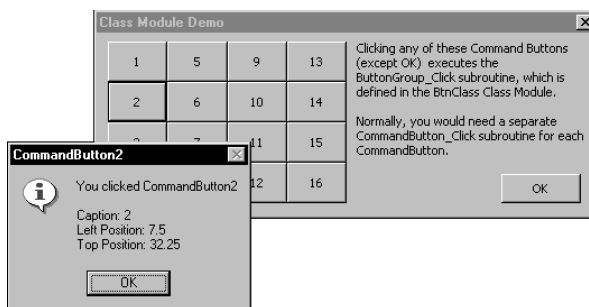 Class Module Demo
1 5 9 13
2 6 10 14
11 15
12 16
Clicking any of these Command Buttons
(except OK) executes the
ButtonGroup_Click subroutine, which is
defined in the BtnClass Class Module.
Normally, you would need a separate
CommandButton_Click subroutine for each
CommandButton.
OK
CommandButton2
You clicked CommandButton2
Caption: 2
Left Position: 7.5
Top Position: 32.25
OK